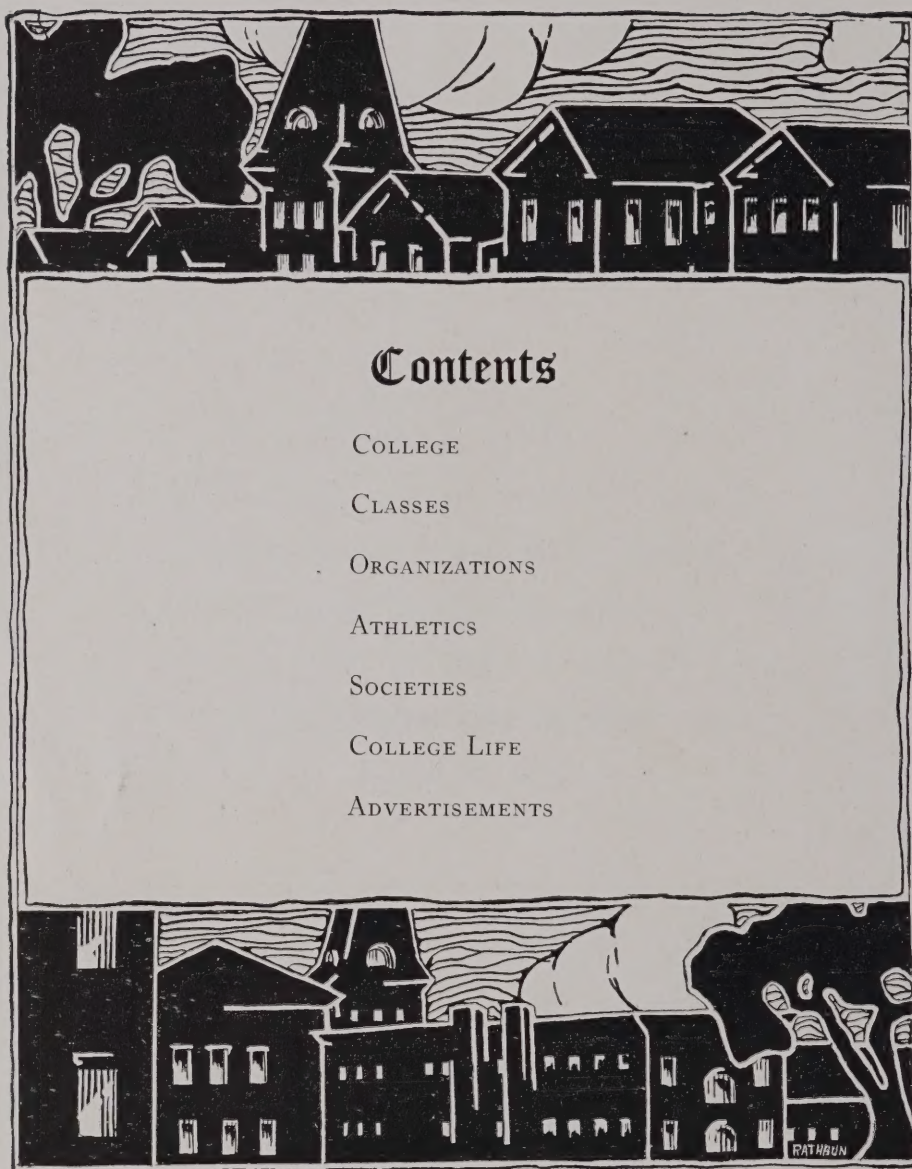 Contents
COLLEGE
CLASSES
ORGANIZATIONS
ATHLETICS
SOCIETIES
COLLEGE LIFE
ADVERTISEMENTS
RATHBUN